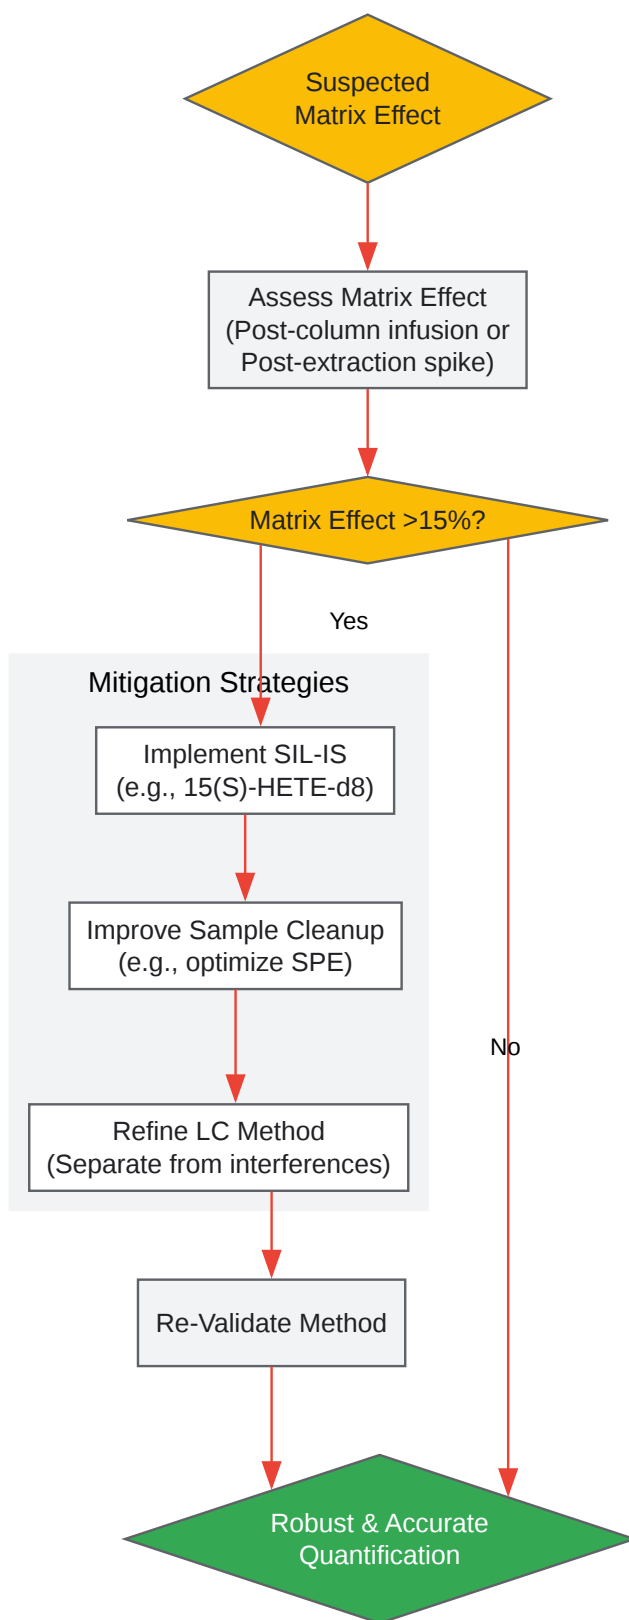 Suspected
Matrix Effect
Assess Matrix Effect
(Post-column infusion or
Post-extraction spike)
Matrix Effect >15%?
Yes
Mitigation Strategies
Implement SIL-IS
(e.g., 15(S)-HETE-d8)
Improve Sample Cleanup
(e.g., optimize SPE)
No
Refine LC Method
(Separate from interferences)
Re-Validate Method
Robust & Accurate
Quantification